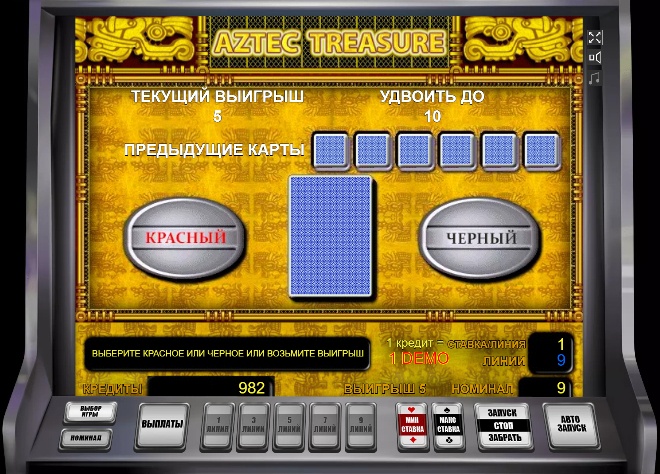 AZTEC TREASURE
ТЕКУЩИЙ ВЫИГРЫШ
5
УДВОИТЬ ДО
10
ПРЕДЫДУЩИЕ КАРТЫ
КРАСНЫЙ
ЧЕРНЫЙ
ВЫБЕРИТЕ КРАСНОЕ ИЛИ ЧЕРНОЕ ИЛИ ВОЗЬМИТЕ ВЫИГРЫШ
1 кредит =
1 DEMO
СТАВКА/ЛИНИЯ 1
ЛИНИИ 9
КРЕДИТЫ 982
ВЫИГРЫШ 5
НОМИНАЛ 9
ВЫБОР
ИГРЫ
НОМИНАЛ
ВЫПЛАТЫ
1
ЛИНИЯ
3
ЛИНИИ
5
ЛИНИЙ
7
ЛИНИЙ
9
ЛИНИЙ
МИН
СТАВКА
МАКС
СТАВКА
ЗАПУСК
СТОП
ЗАБРАТЬ
АВТО
ЗАПУСК